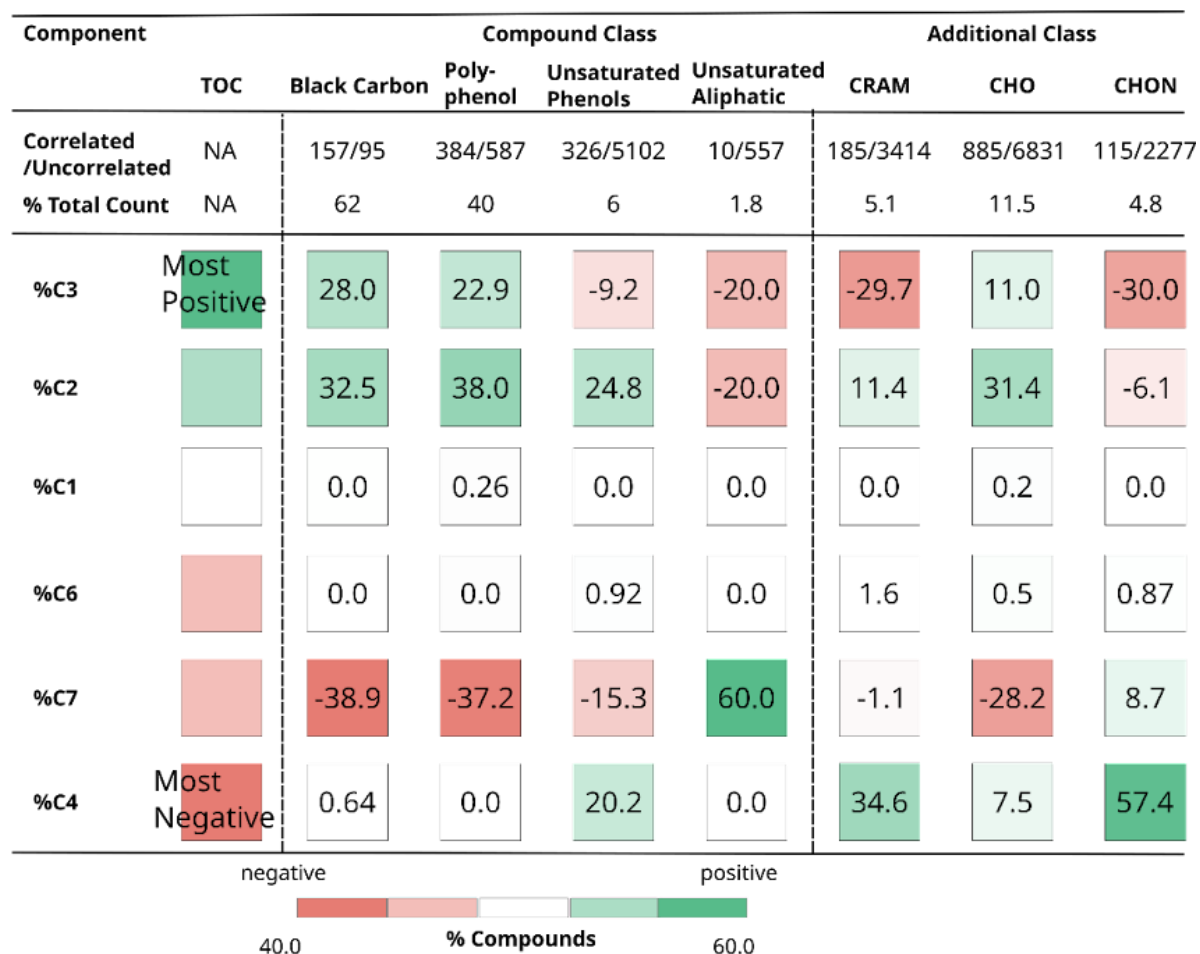 Component Compound Class Additional Class
TOC Black Carbon Poly-phenol Unsaturated Phenols Unsaturated Aliphatic CRAM CHO CHON
Correlated /Uncorrelated NA 157/95 384/587 326/5102 10/557 185/3414 885/6831 115/2277
% Total Count NA 62 40 6 1.8 5.1 11.5 4.8
%C3 Most Positive 28.0 22.9 -9.2 -20.0 -29.7 11.0 -30.0
%C2 32.5 38.0 24.8 -20.0 11.4 31.4 -6.1
%C1 0.0 0.26 0.0 0.0 0.0 0.2 0.0
%C6 0.0 0.0 0.92 0.0 1.6 0.5 0.87
%C7 -38.9 -37.2 -15.3 60.0 -1.1 -28.2 8.7
%C4 Most Negative 0.64 0.0 20.2 0.0 34.6 7.5 57.4
negative positive
40.0 % Compounds 60.0